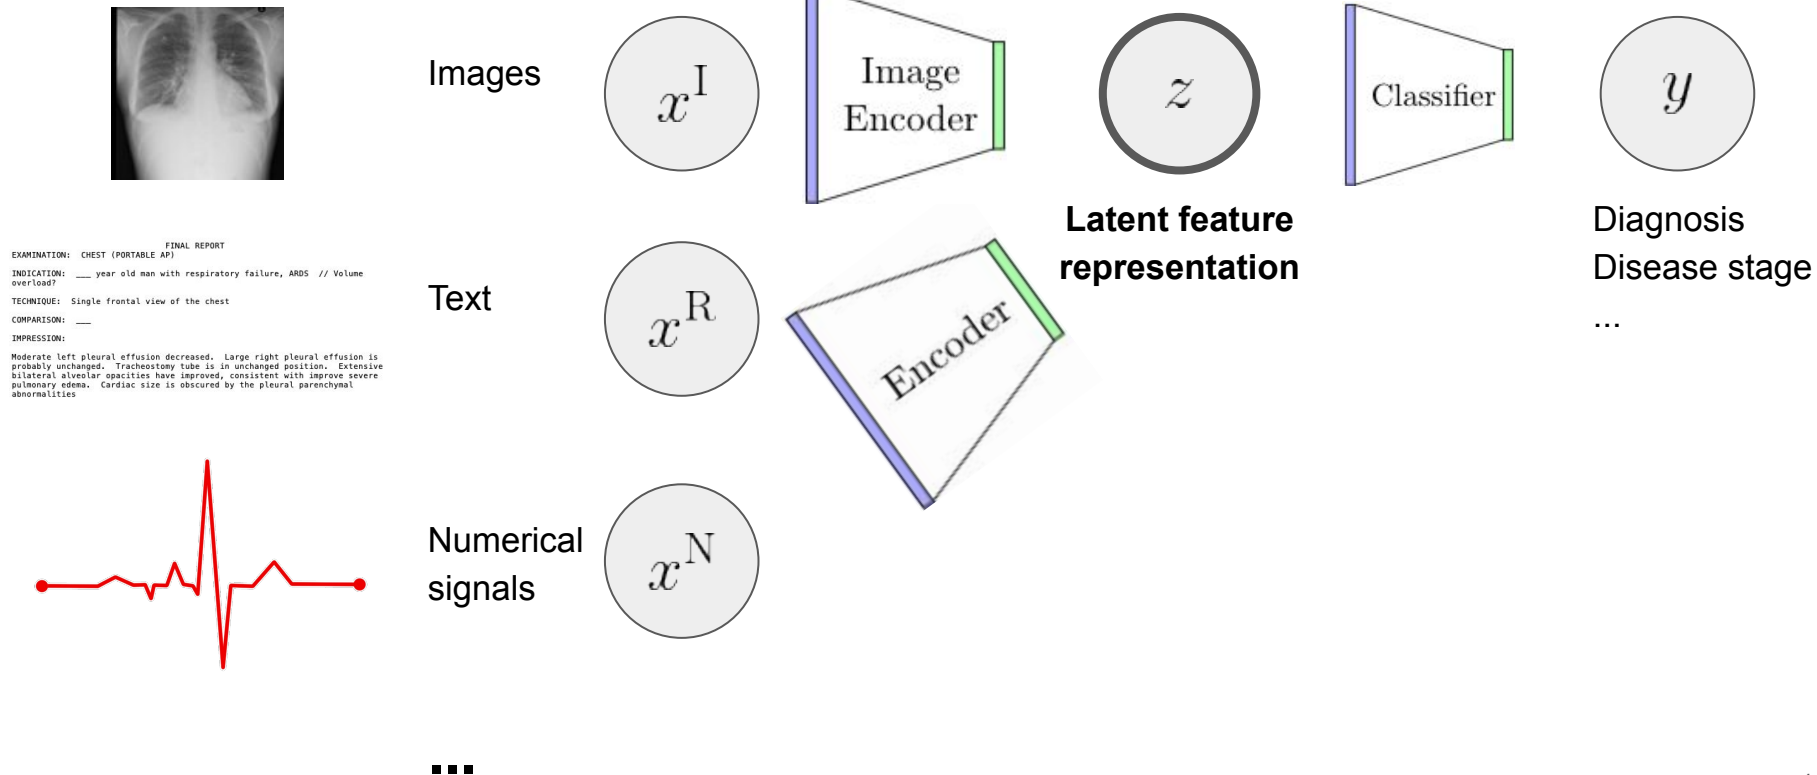 Images
x^I
Image
Encoder
z
Classifier
y
Latent feature
representation
Diagnosis
Disease stage
...
FINAL REPORT
EXAMINATION: CHEST (PORTABLE AP)
INDICATION: ___ year old man with respiratory failure, ARDS // Volume
overload?
TECHNIQUE: Single frontal view of the chest
COMPARISON: ___
IMPRESSION:
Moderate left pleural effusion decreased. Large right pleural effusion is
probably unchanged. Tracheostomy tube is in unchanged position. Extensive
bilateral alveolar opacities have improved, consistent with improve severe
pulmonary edema. Cardiac size is obscured by the pleural parenchymal
abnormalities
Text
x^R
Encoder
Numerical
signals
x^N
...